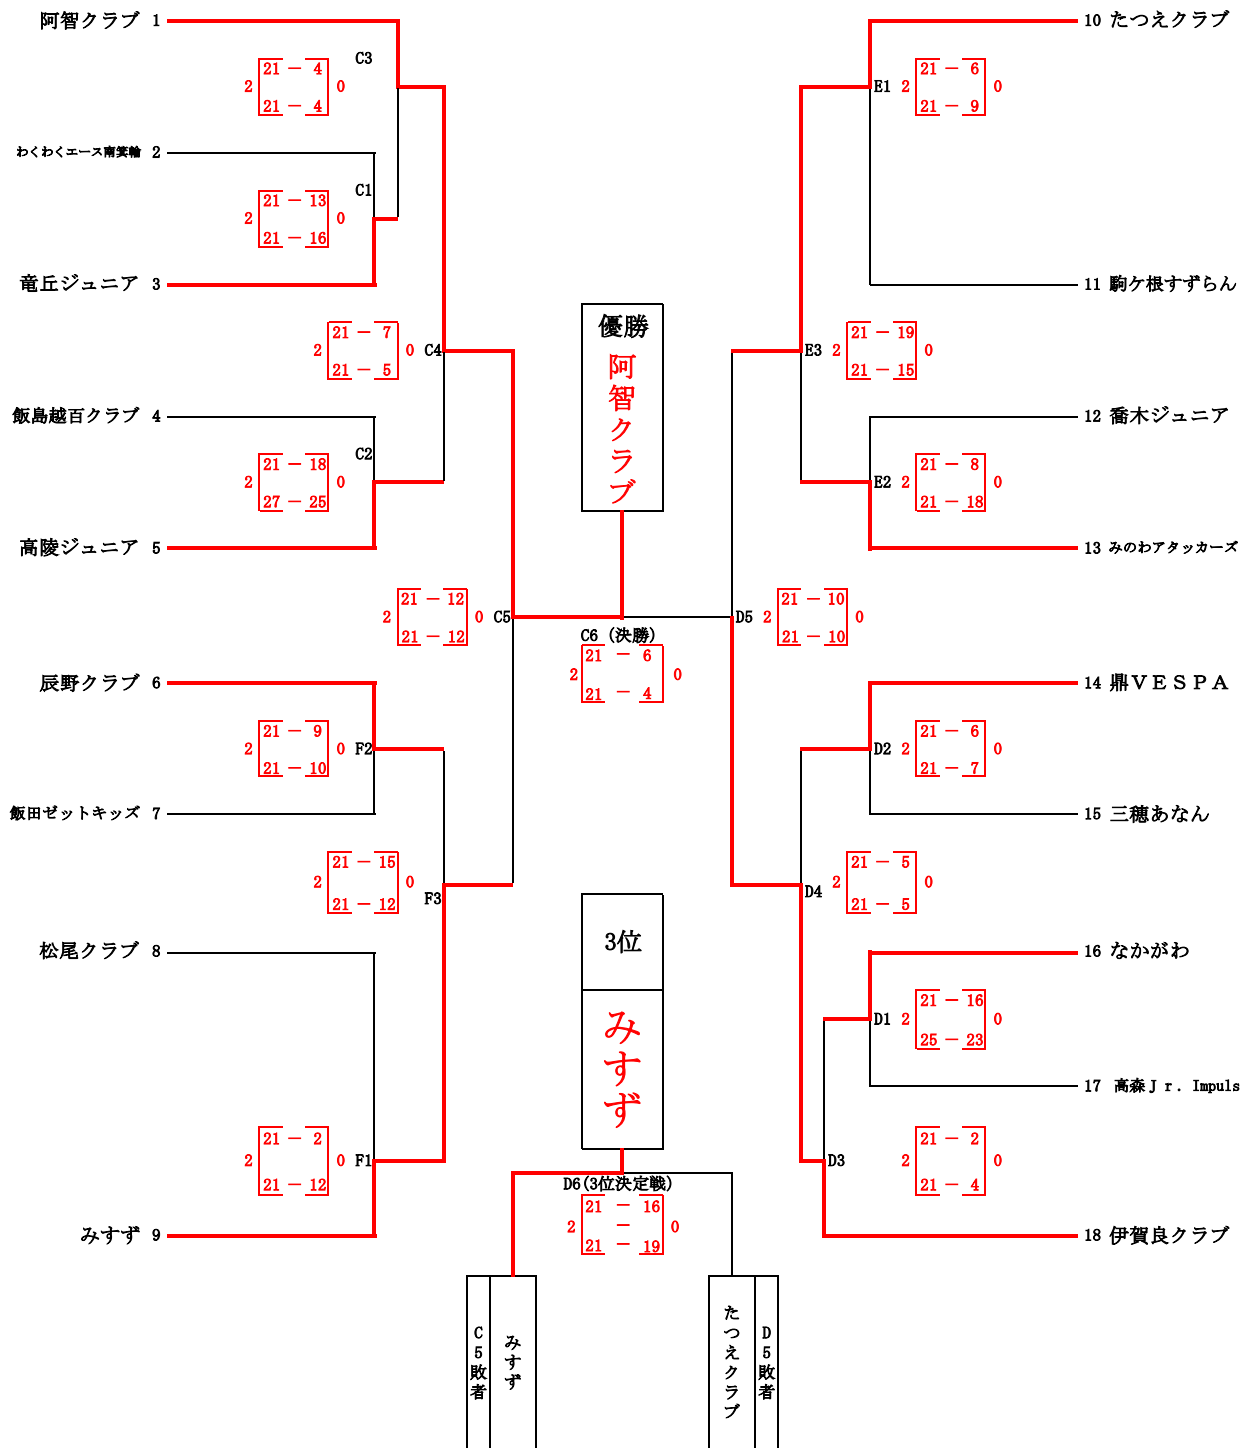 阿智クラブ 1
C3
21 － 4
2 0
21 － 4
わくわくエース南箕輪 2
C1
21 － 13
2 0
21 － 16
竜丘ジュニア 3
21 － 7
2 0 C4
21 － 5
飯島越百クラブ 4
C2
21 － 18
2 0
27 － 25
高陵ジュニア 5
21 － 12
2 0 C5
21 － 12
辰野クラブ 6
21 － 9
2 0 F2
21 － 10
飯田ゼットキッズ 7
21 － 15
2 0
F3
21 － 12
松尾クラブ 8
21 － 2
2 0 F1
21 － 12
みすず 9
優勝
阿智クラブ
C6 (決勝)
21 － 6
2 0
21 － 4
3位
みすず
D6(3位決定戦)
21 － 16
2 － 0
21 － 19
C5敗者
みすず
たつえクラブ
D5敗者
10 たつえクラブ
21 － 6
E1 2 0
21 － 9
11 駒ケ根すずらん
21 － 19
E3 2 0
21 － 15
12 喬木ジュニア
21 － 8
E2 2 0
21 － 18
13 みのわアタッカーズ
21 － 10
D5 2 0
21 － 10
14 鼎ＶＥＳＰＡ
21 － 6
D2 2 0
21 － 7
15 三穂あなん
21 － 5
2 0
D4
21 － 5
16 なかがわ
21 － 16
D1 2 0
25 － 23
17 高森Ｊｒ．Impuls
21 － 2
D3 2 0
21 － 4
18 伊賀良クラブ